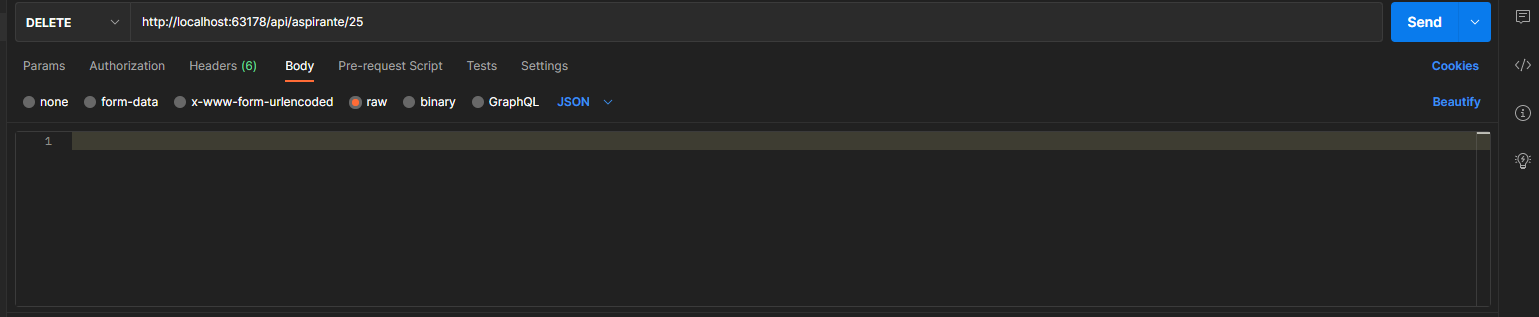 DELETE http://localhost:63178/api/aspirante/25 Send
Params Authorization Headers (6) Body Pre-request Script Tests Settings Cookies
none form-data x-www-form-urlencoded raw binary GraphQL JSON Beautify
1